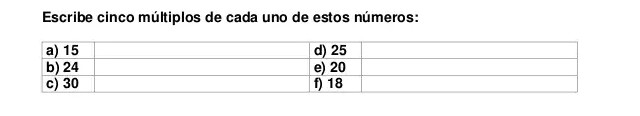 Escribe cinco múltiplos de cada uno de estos números:
a) 15 d) 25
b) 24 e) 20
c) 30 f) 18